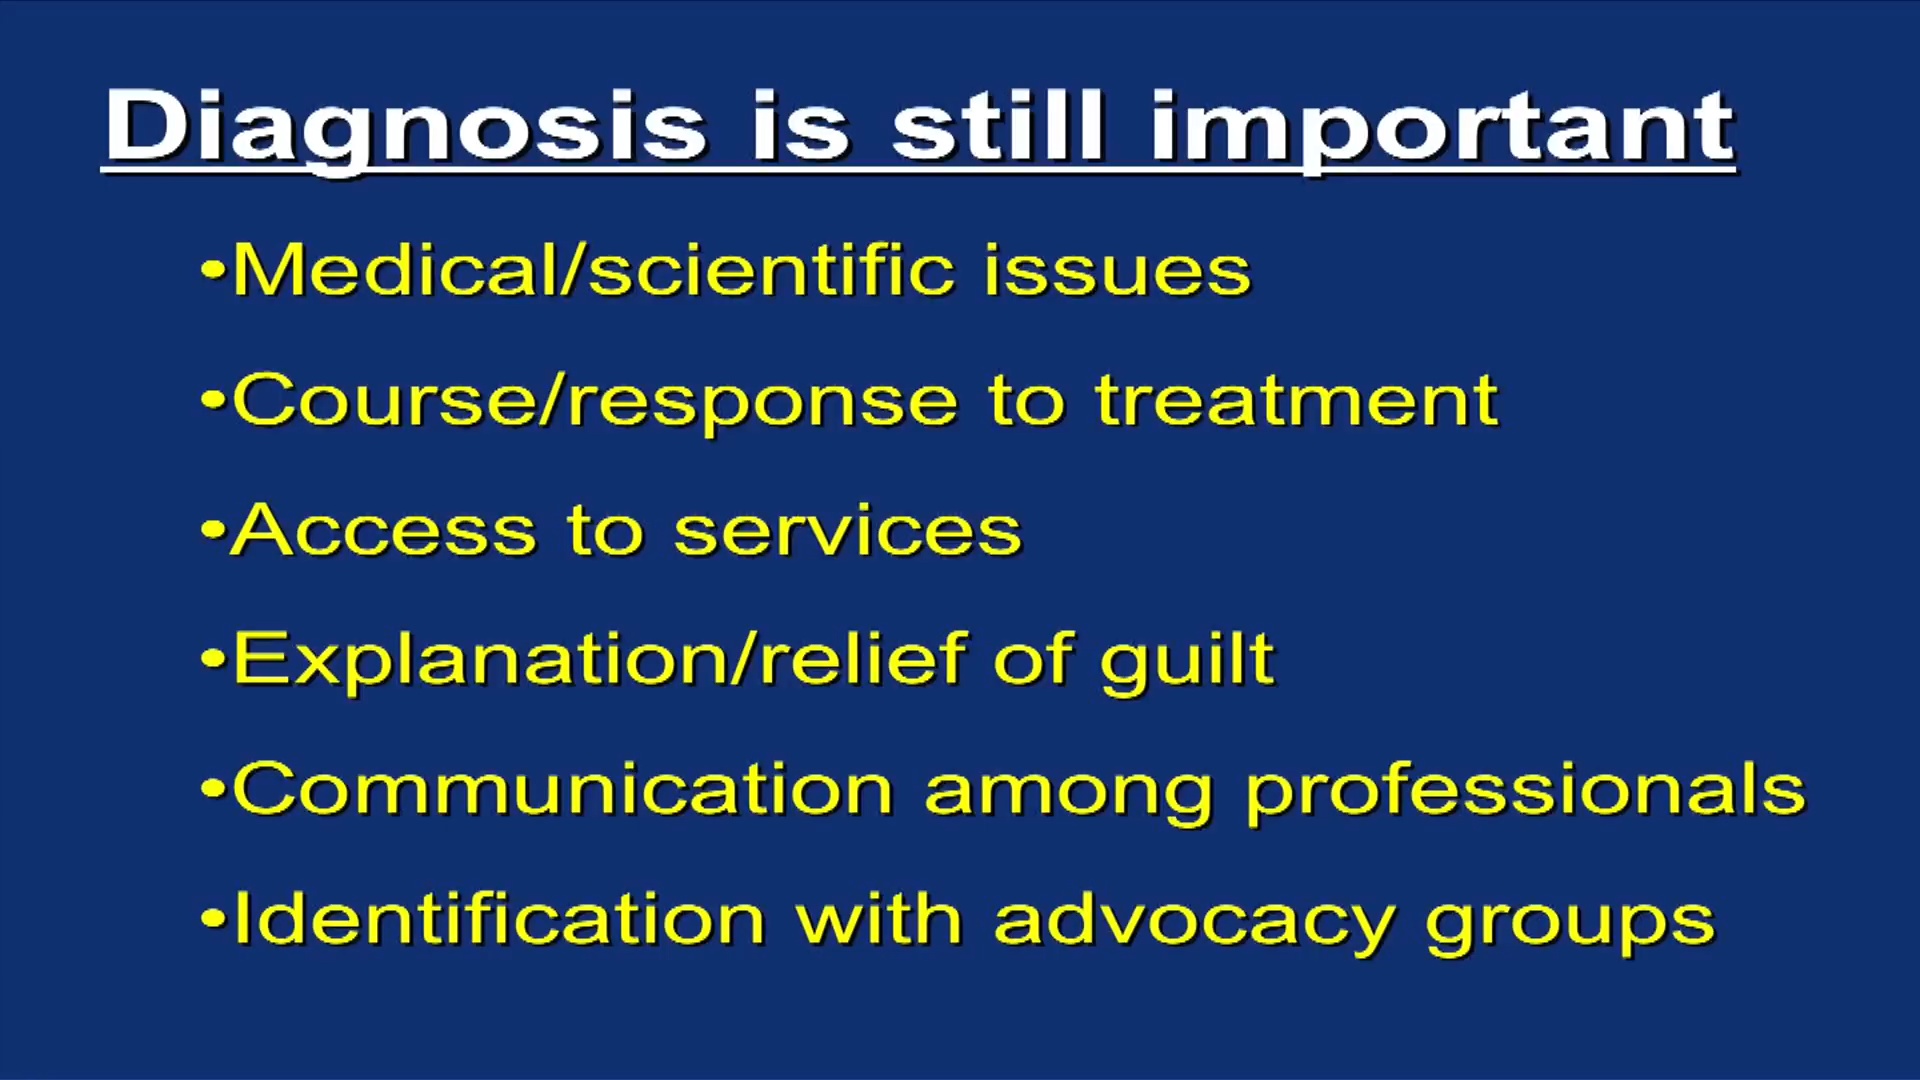 Diagnosis is still important
•Medical/scientific issues
•Course/response to treatment
•Access to services
•Explanation/relief of guilt
•Communication among professionals
•Identification with advocacy groups